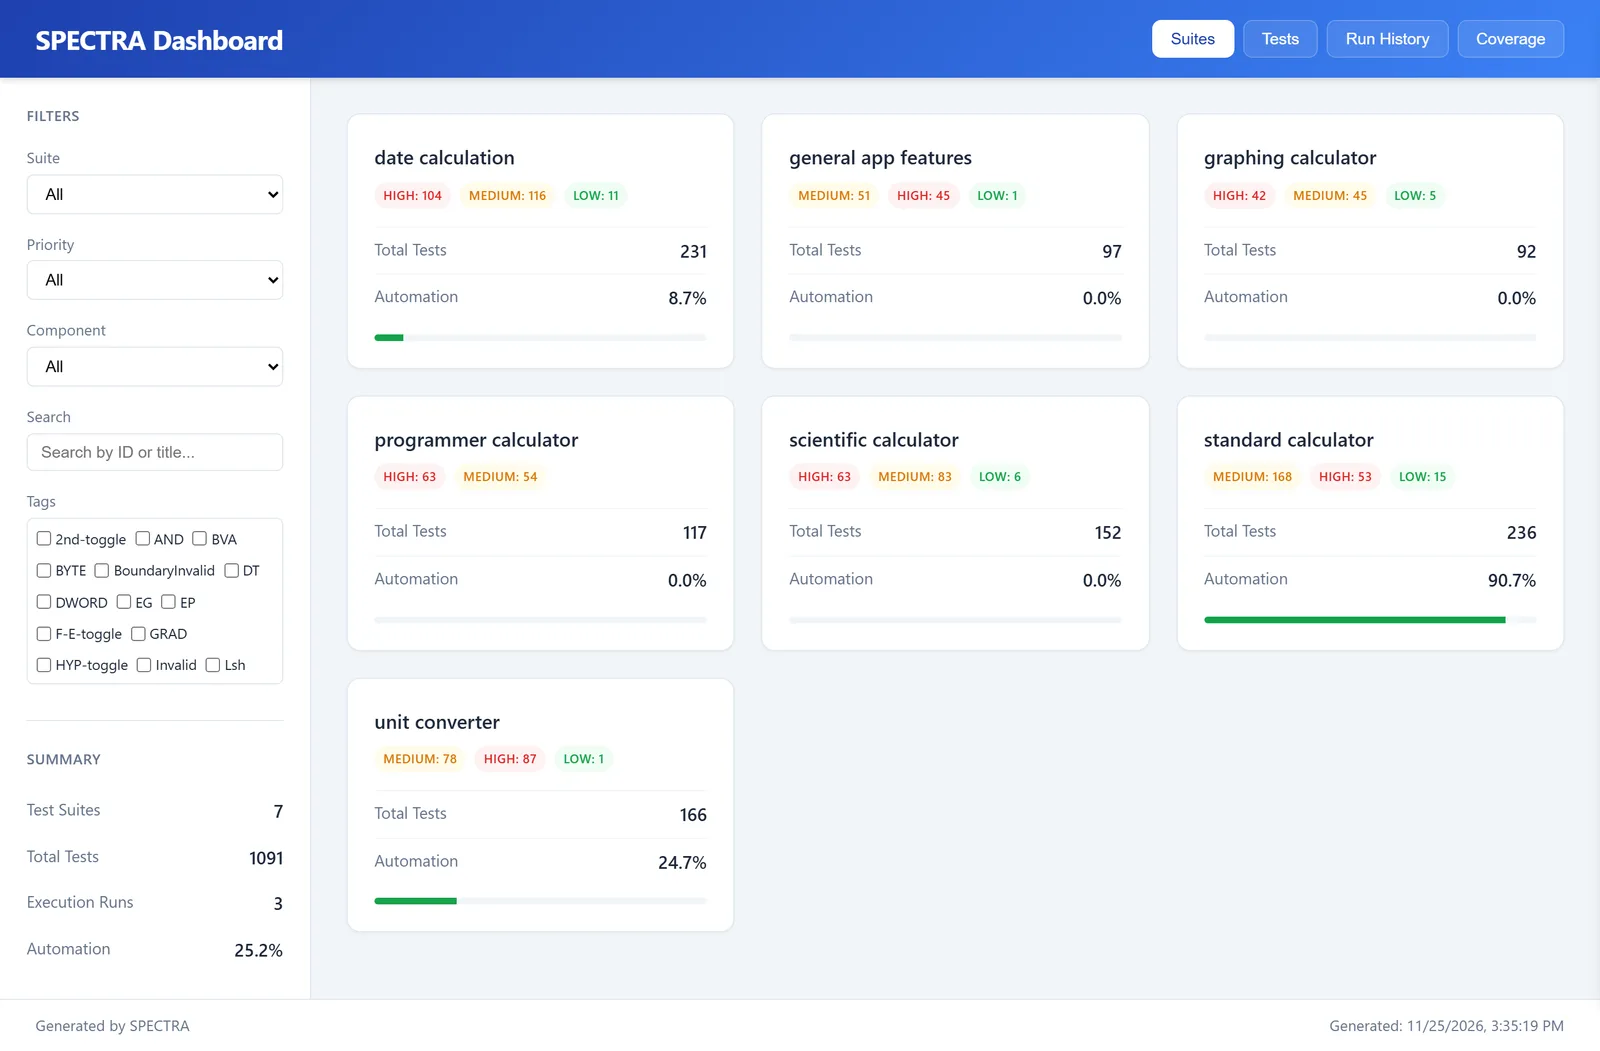 SPECTRA Dashboard
Suites Tests Run History Coverage
FILTERS
Suite
All
Priority
All
Component
All
Search
Search by ID or title...
Tags
2nd-toggle AND BVA
BYTE BoundaryInvalid DT
DWORD EG EP
F-E-toggle GRAD
HYP-toggle Invalid Lsh
SUMMARY
Test Suites 7
Total Tests 1091
Execution Runs 3
Automation 25.2%
date calculation
HIGH: 104 MEDIUM: 116 LOW: 11
Total Tests 231
Automation 8.7%
general app features
MEDIUM: 51 HIGH: 45 LOW: 1
Total Tests 97
Automation 0.0%
graphing calculator
HIGH: 42 MEDIUM: 45 LOW: 5
Total Tests 92
Automation 0.0%
programmer calculator
HIGH: 63 MEDIUM: 54
Total Tests 117
Automation 0.0%
scientific calculator
HIGH: 63 MEDIUM: 83 LOW: 6
Total Tests 152
Automation 0.0%
standard calculator
MEDIUM: 168 HIGH: 53 LOW: 15
Total Tests 236
Automation 90.7%
unit converter
MEDIUM: 78 HIGH: 87 LOW: 1
Total Tests 166
Automation 24.7%
Generated by SPECTRA
Generated: 11/25/2026, 3:35:19 PM